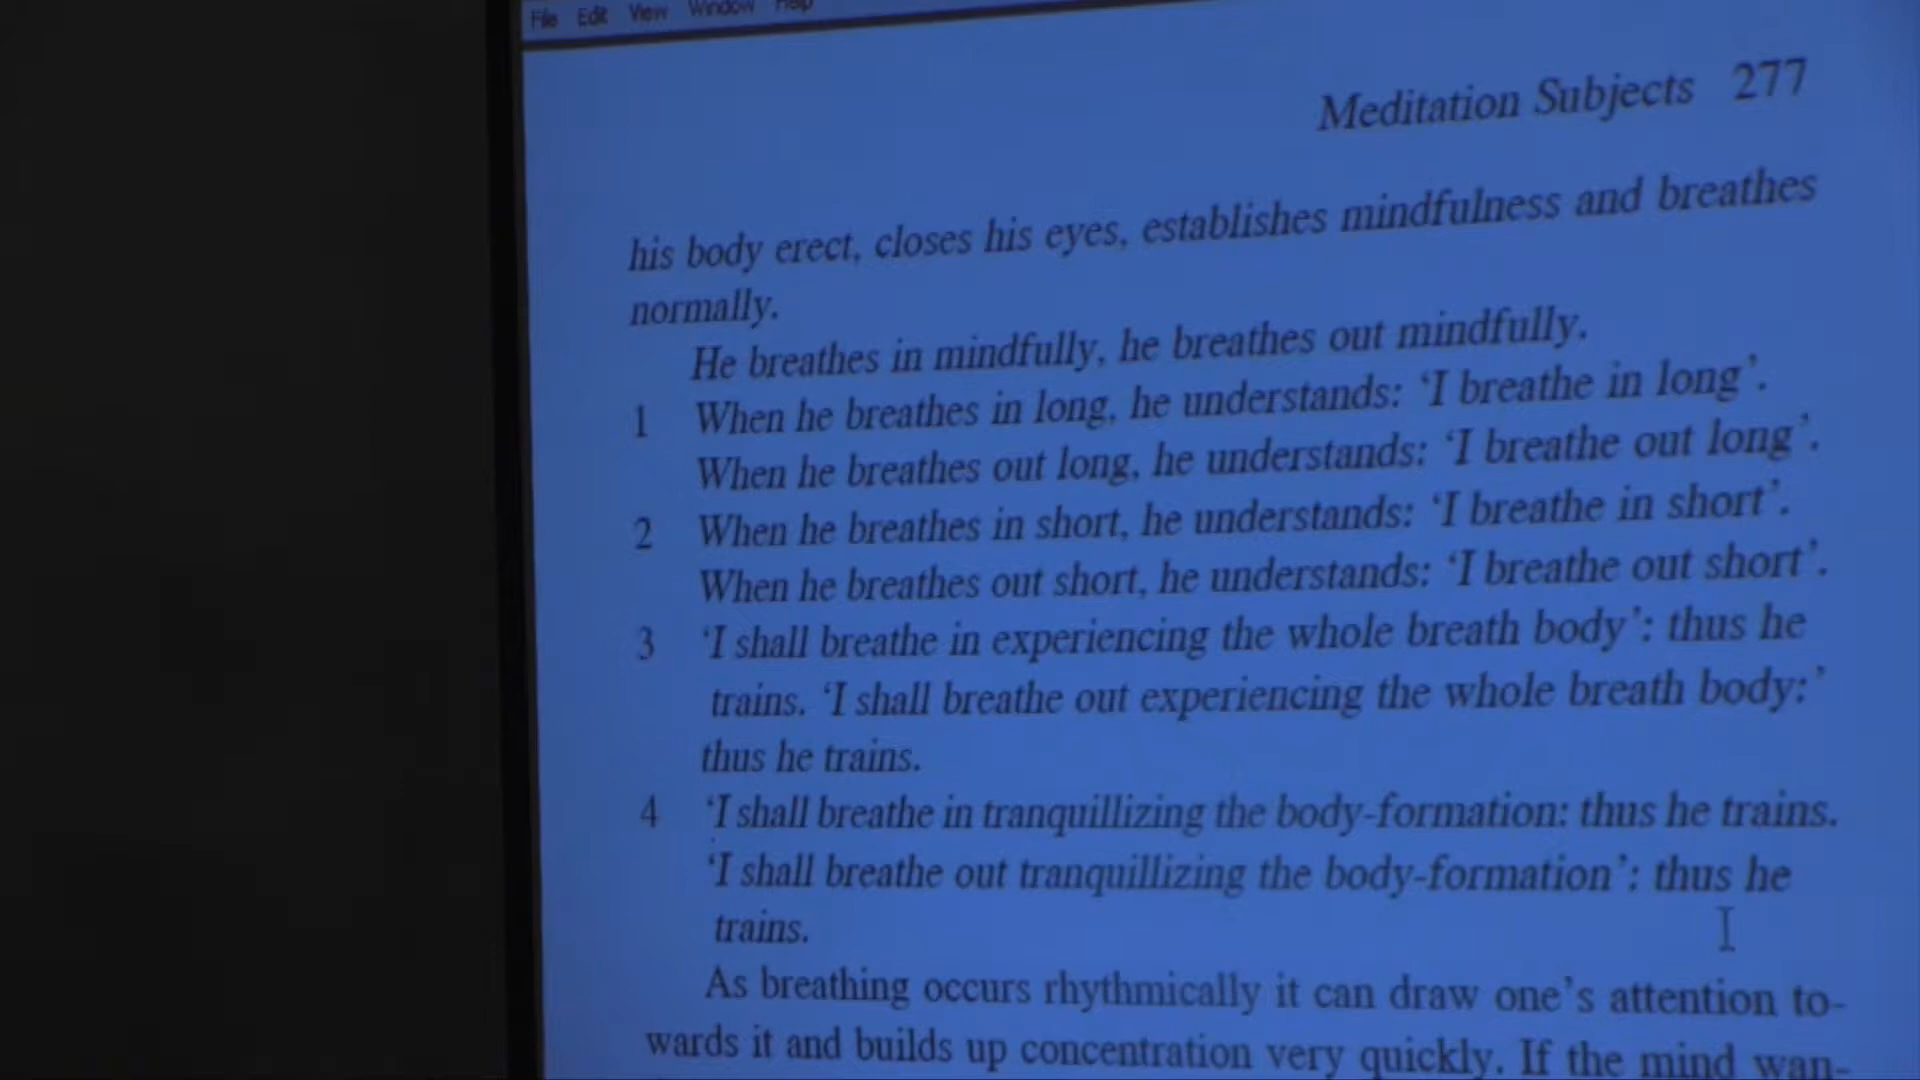 File Edit View Window Help
Meditation Subjects 277
his body erect, closes his eyes, establishes mindfulness and breathes
normally.
He breathes in mindfully, he breathes out mindfully.
1 When he breathes in long, he understands: ‘I breathe in long’.
When he breathes out long, he understands: ‘I breathe out long’.
2 When he breathes in short, he understands: ‘I breathe in short’.
When he breathes out short, he understands: ‘I breathe out short’.
3 ‘I shall breathe in experiencing the whole breath body’: thus he
trains. ‘I shall breathe out experiencing the whole breath body:’
thus he trains.
4 ‘I shall breathe in tranquillizing the body-formation: thus he trains.
‘I shall breathe out tranquillizing the body-formation’: thus he
trains.
As breathing occurs rhythmically it can draw one’s attention to-
wards it and builds up concentration very quickly. If the mind wan-